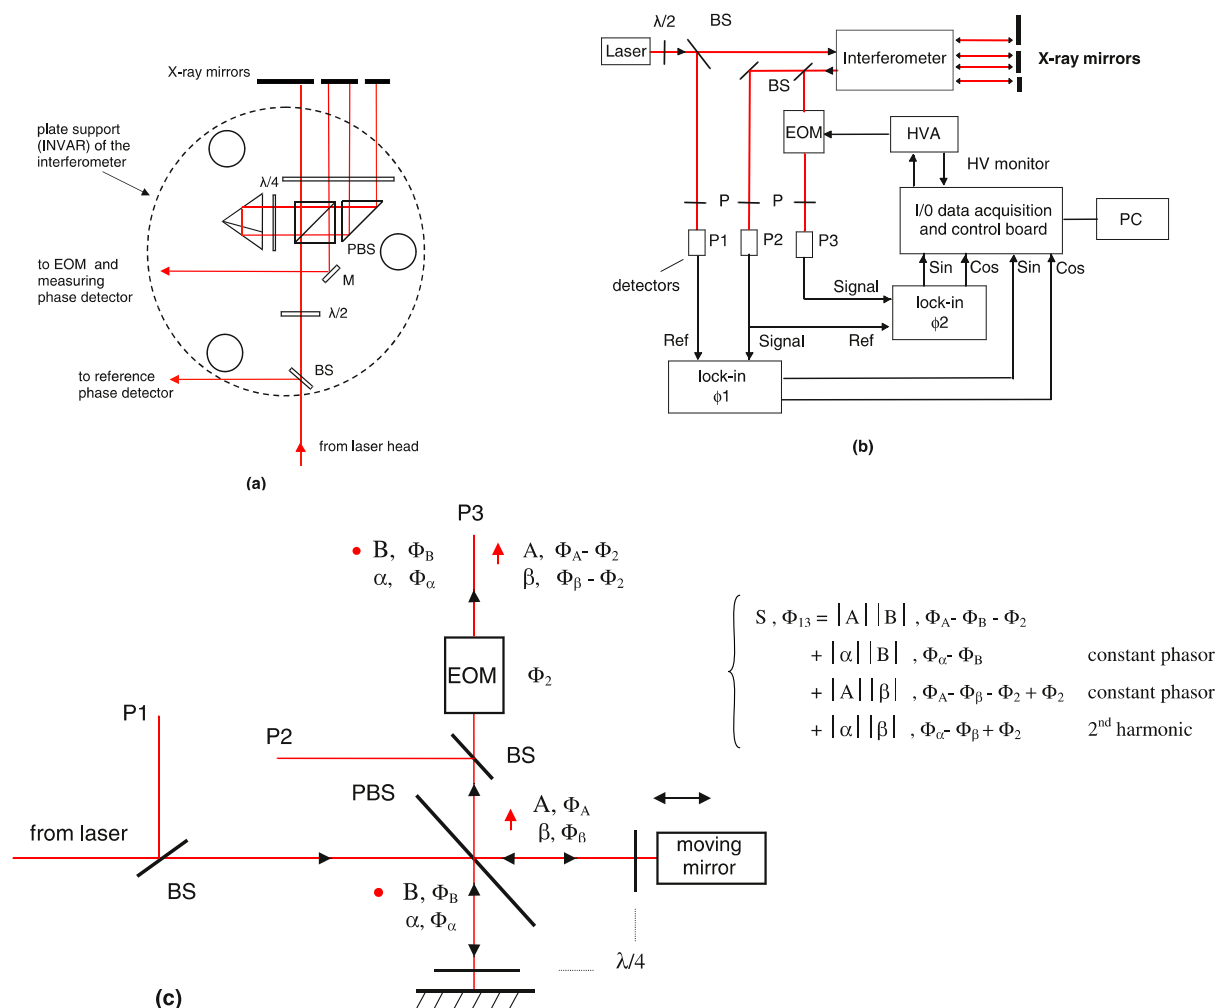 X-ray mirrors
plate support
(INVAR) of the
interferometer
λ/4
PBS
to EOM and
measuring
phase detector
M
λ/2
BS
to reference
phase detector
from laser head
(a)
λ/2
BS
Laser
Interferometer
X-ray mirrors
BS
EOM
HVA
HV monitor
P
P
I/0 data acquisition
and control board
PC
P1
P2
P3
detectors
Sin
Cos
Sin
Cos
Signal
lock-in
ϕ2
Ref
Signal
Ref
lock-in
ϕ1
(b)
P3
B, Φ_B
A, Φ_A- Φ_2
α, Φ_α
β, Φ_β - Φ_2
EOM
Φ_2
P1
P2
BS
PBS
A, Φ_A
β, Φ_β
from laser
moving
mirror
BS
B, Φ_B
α, Φ_α
λ/4
(c)
S , Φ_13 = |A| |B| , Φ_A- Φ_B - Φ_2
+ |α| |B| , Φ_α - Φ_B constant phasor
+ |A| |β| , Φ_A- Φ_β - Φ_2 + Φ_2 constant phasor
+ |α| |β| , Φ_α- Φ_β + Φ_2 2nd harmonic